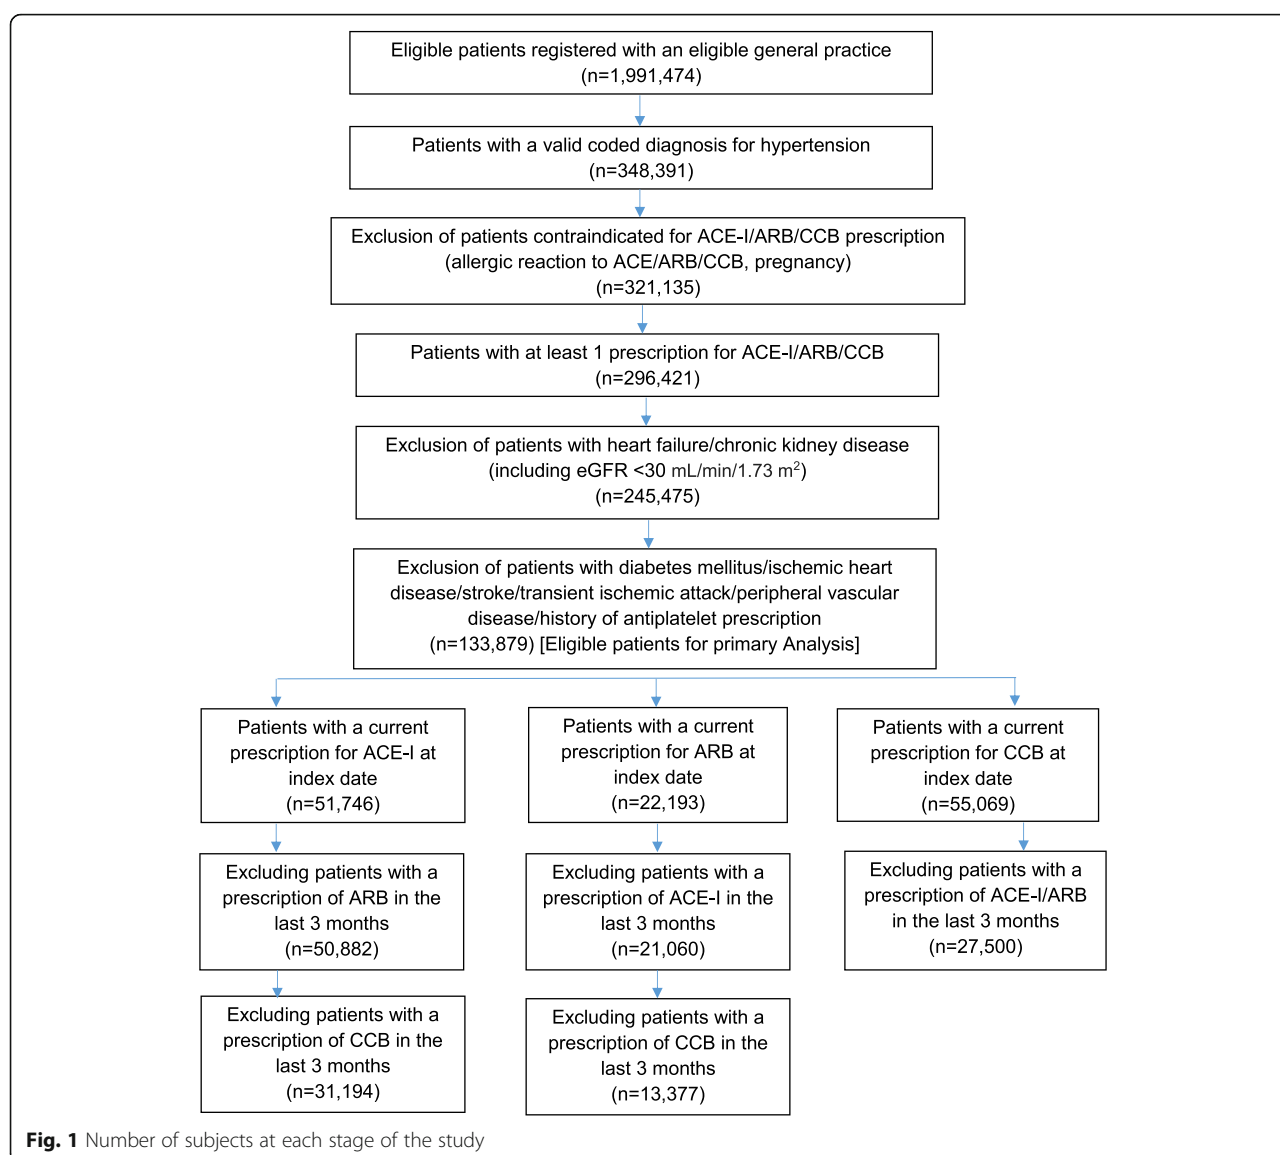 Eligible patients registered with an eligible general practice
(n=1,991,474)
Patients with a valid coded diagnosis for hypertension
(n=348,391)
Exclusion of patients contraindicated for ACE-I/ARB/CCB prescription
(allergic reaction to ACE/ARB/CCB, pregnancy)
(n=321,135)
Patients with at least 1 prescription for ACE-I/ARB/CCB
(n=296,421)
Exclusion of patients with heart failure/chronic kidney disease
(including eGFR <30 mL/min/1.73 m²)
(n=245,475)
Exclusion of patients with diabetes mellitus/ischemic heart
disease/stroke/transient ischemic attack/peripheral vascular
disease/history of antiplatelet prescription
(n=133,879) [Eligible patients for primary Analysis]
Patients with a current
prescription for ACE-I at
index date
(n=51,746)
Patients with a current
prescription for ARB at
index date
(n=22,193)
Patients with a current
prescription for CCB at
index date
(n=55,069)
Excluding patients with a
prescription of ARB in the
last 3 months
(n=50,882)
Excluding patients with a
prescription of ACE-I in the
last 3 months
(n=21,060)
Excluding patients with a
prescription of ACE-I/ARB
in the last 3 months
(n=27,500)
Excluding patients with a
prescription of CCB in the
last 3 months
(n=31,194)
Excluding patients with a
prescription of CCB in the
last 3 months
(n=13,377)
Fig. 1 Number of subjects at each stage of the study